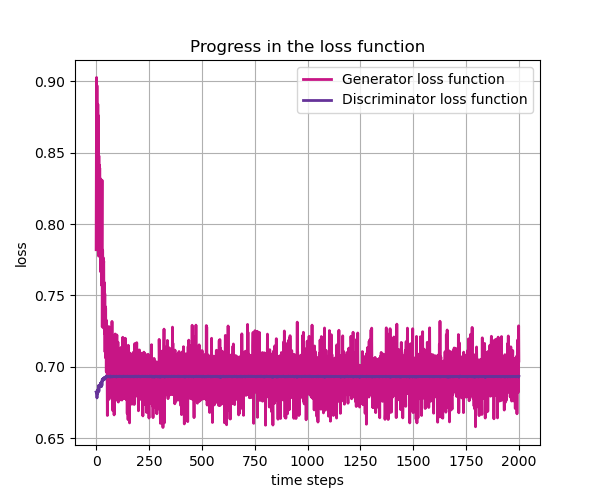 Progress in the loss function
Generator loss function
Discriminator loss function
loss
0.90
0.85
0.80
0.75
0.70
0.65
0 250 500 750 1000 1250 1500 1750 2000
time steps